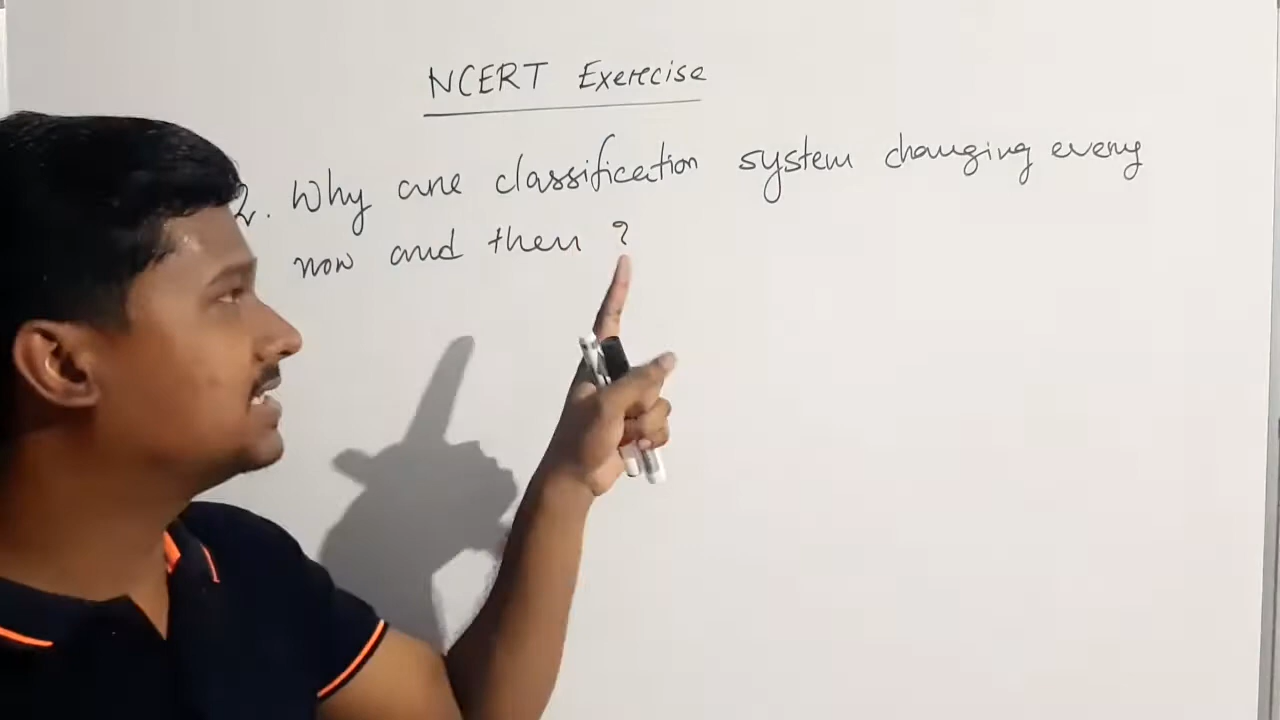 NCERT Exercise
2. Why are classification system changing every
now and then ?